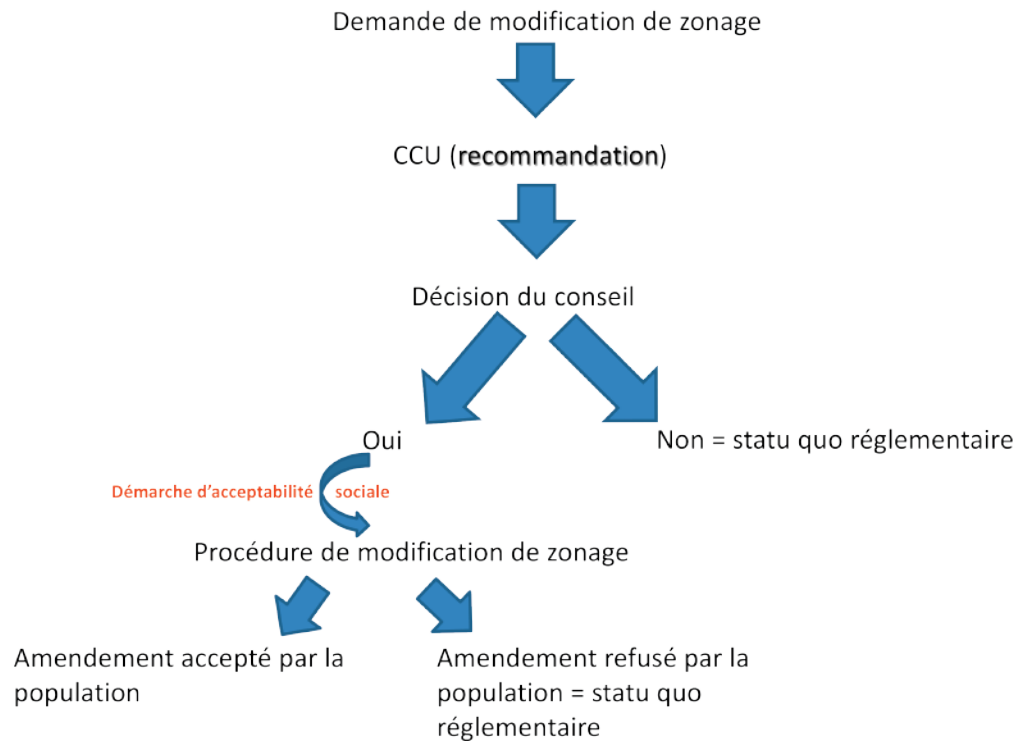 Demande de modification de zonage
CCU (recommandation)
Décision du conseil
Oui
Non = statu quo réglementaire
Démarche d'acceptabilité sociale
Procédure de modification de zonage
Amendement accepté par la
population
Amendement refusé par la
population = statu quo
réglementaire